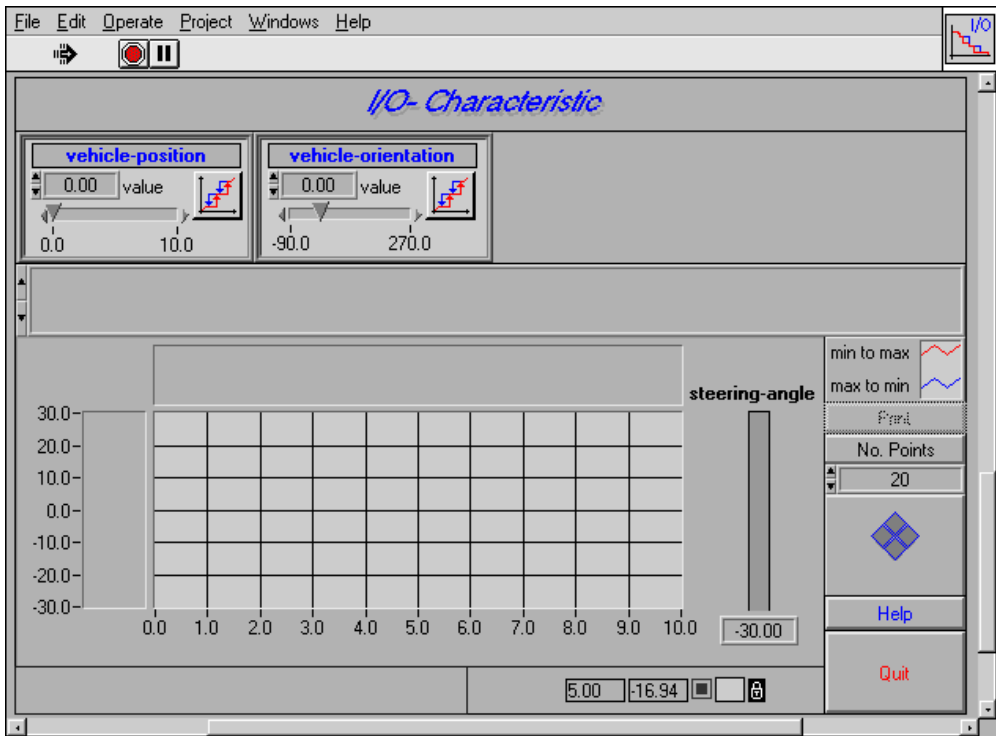 File Edit Operate Project Windows Help
I/O
I/O- Characteristic
vehicle-position
0.00 value
0.0 10.0
vehicle-orientation
0.00 value
-90.0 270.0
min to max
max to min
Print
No. Points
20
Help
Quit
steering-angle
-30.00
30.0
20.0
10.0
0.0
-10.0
-20.0
-30.0
0.0 1.0 2.0 3.0 4.0 5.0 6.0 7.0 8.0 9.0 10.0
5.00 -16.94